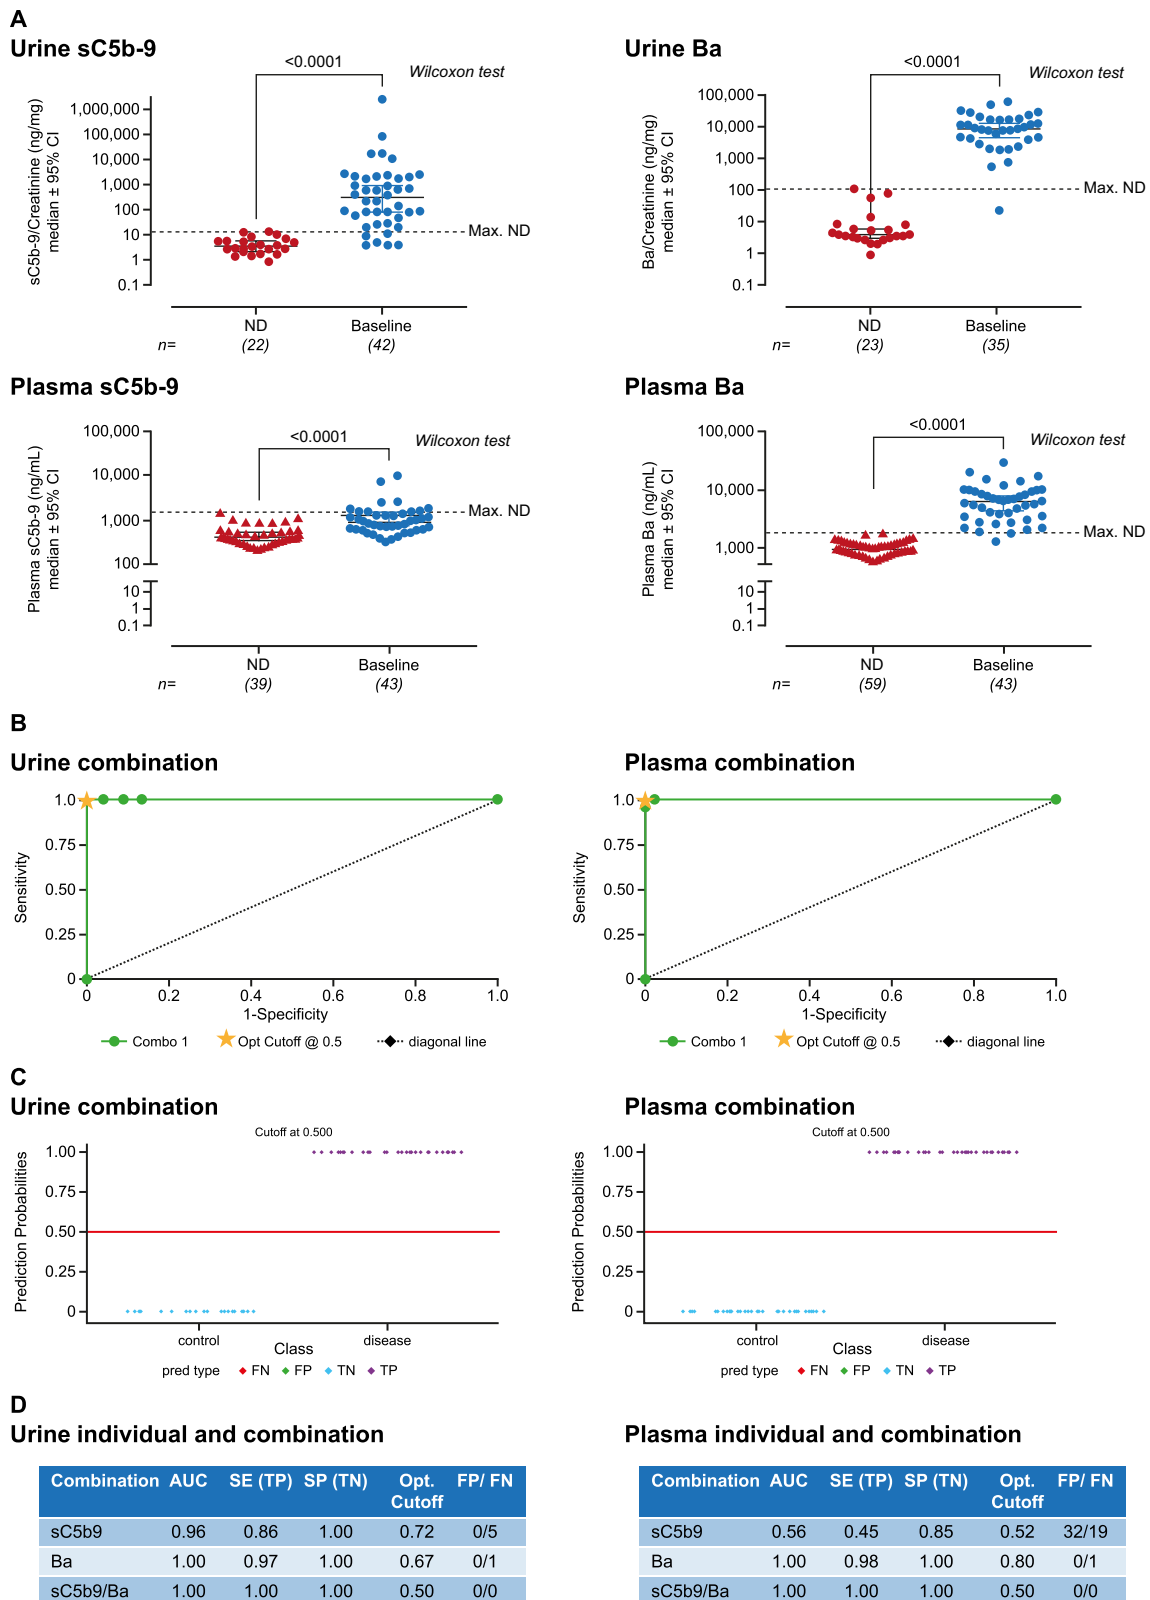 A
Urine sC5b-9
<0.0001
Wilcoxon test
sC5b-9/Creatinine (ng/mg)
median ± 95% CI
1,000,000
100,000
10,000
1,000
100
10
1
0.1
Max. ND
ND
Baseline
n=
(22)
(42)
Urine Ba
<0.0001
Wilcoxon test
Ba/Creatinine (ng/mg)
median ± 95% CI
100,000
10,000
1,000
100
10
1
0.1
Max. ND
ND
Baseline
n=
(23)
(35)
Plasma sC5b-9
<0.0001
Wilcoxon test
Plasma sC5b-9 (ng/mL)
median ± 95% CI
100,000
10,000
1,000
100
10
1
0.1
Max. ND
ND
Baseline
n=
(39)
(43)
Plasma Ba
<0.0001
Wilcoxon test
Plasma Ba (ng/mL)
median ± 95% CI
100,000
10,000
1,000
10
1
0.1
Max. ND
ND
Baseline
n=
(59)
(43)
B
Urine combination
Sensitivity
1.0
0.75
0.50
0.25
0
0 0.2 0.4 0.6 0.8 1.0
1-Specificity
Combo 1 Opt Cutoff @ 0.5 diagonal line
Plasma combination
Sensitivity
1.0
0.75
0.50
0.25
0
0 0.2 0.4 0.6 0.8 1.0
1-Specificity
Combo 1 Opt Cutoff @ 0.5 diagonal line
C
Urine combination
Cutoff at 0.500
Prediction Probabilities
1.00
0.75
0.50
0.25
0
control disease
Class
pred type FN FP TN TP
Plasma combination
Cutoff at 0.500
Prediction Probabilities
1.00
0.75
0.50
0.25
0
control disease
Class
pred type FN FP TN TP
D
Urine individual and combination
Combination AUC SE (TP) SP (TN) Opt. Cutoff FP/ FN
sC5b9 0.96 0.86 1.00 0.72 0/5
Ba 1.00 0.97 1.00 0.67 0/1
sC5b9/Ba 1.00 1.00 1.00 0.50 0/0
Plasma individual and combination
Combination AUC SE (TP) SP (TN) Opt. Cutoff FP/ FN
sC5b9 0.56 0.45 0.85 0.52 32/19
Ba 1.00 0.98 1.00 0.80 0/1
sC5b9/Ba 1.00 1.00 1.00 0.50 0/0